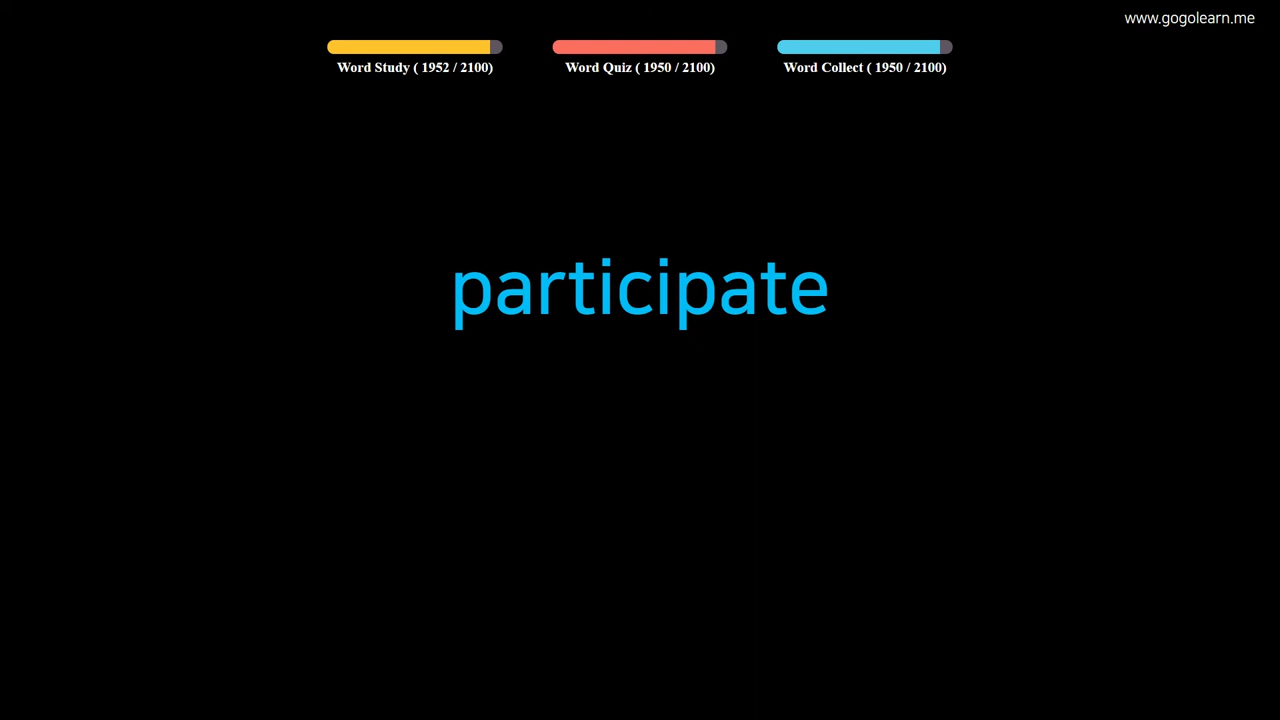 www.gogolearn.me
Word Study ( 1952 / 2100)
Word Quiz ( 1950 / 2100)
Word Collect ( 1950 / 2100)
participate